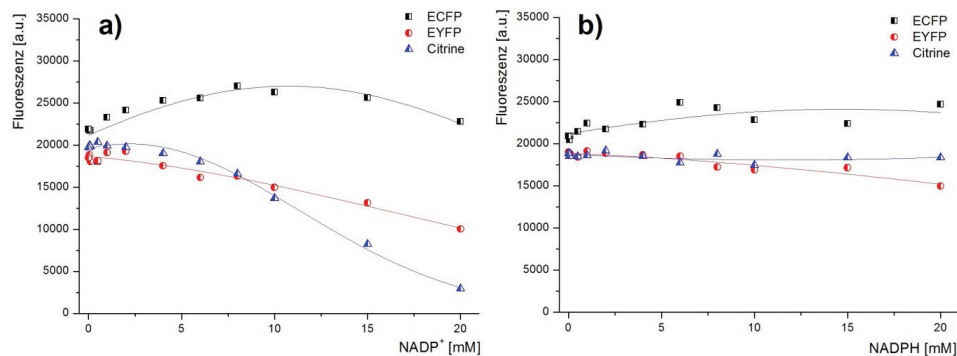 a)
ECFP
EYFP
Citrine
Fluoreszenz [a.u.]
35000
30000
25000
20000
15000
10000
5000
0
0 5 10 15 20
NADP+ [mM]
b)
ECFP
EYFP
Citrine
Fluoreszenz [a.u.]
35000
30000
25000
20000
15000
10000
5000
0
0 5 10 15 20
NADPH [mM]